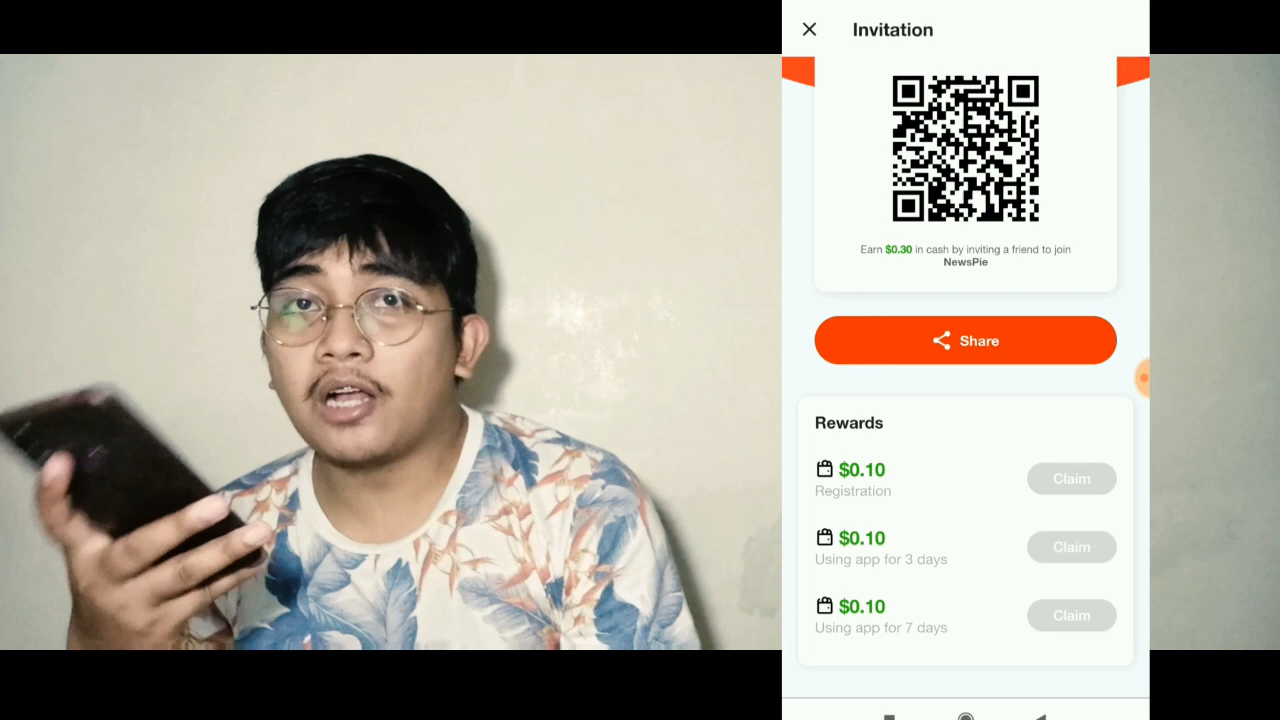 Invitation
Earn $0.30 in cash by inviting a friend to join
NewsPie
Share
Rewards
$0.10
Registration
Claim
$0.10
Using app for 3 days
Claim
$0.10
Using app for 7 days
Claim